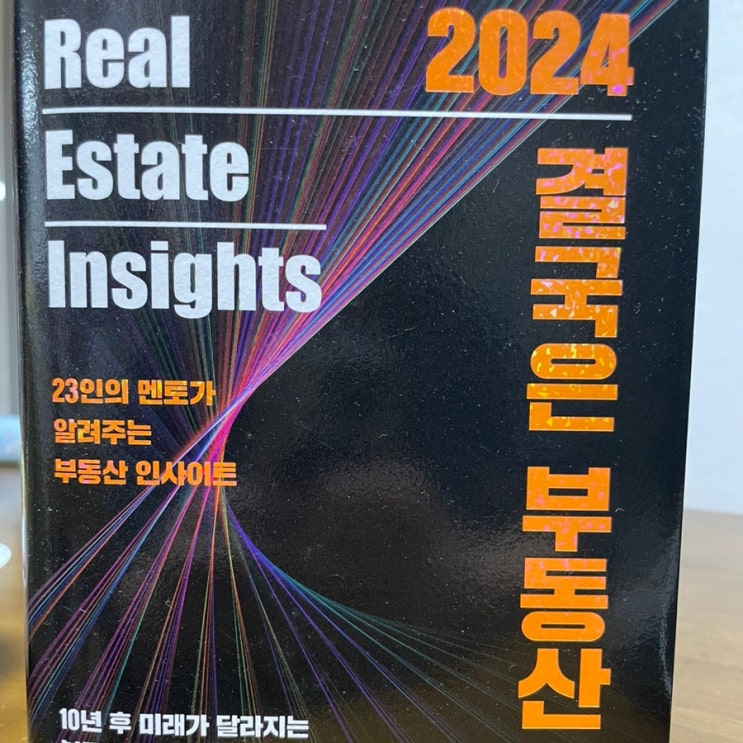 Real
Estate
Insights
2024
결국은 부동산
23인의 멘토가
알려주는
부동산 인사이트
10년 후 미래가 달라지는